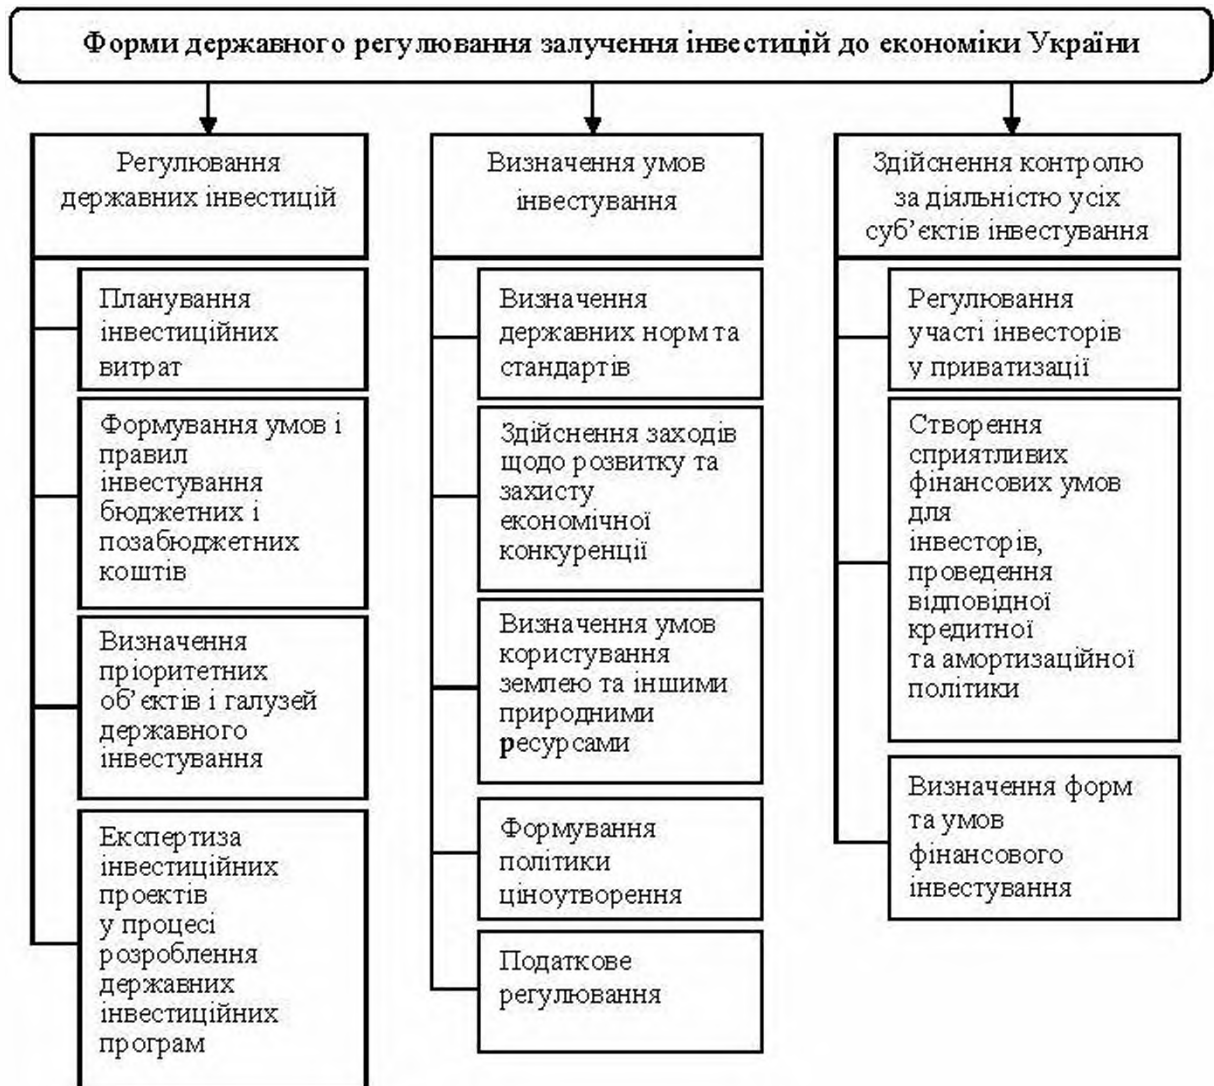 Форми державного регулювання залучення інвестицій до економіки України
Регулювання
державних інвестицій
Планування
інвестиційних
витрат
Формування умов і
правил
інвестування
бюджетних і
позабюджетних
коштів
Визначення
пріоритетних
об’єктів і галузей
державного
інвестування
Експертиза
інвестиційних
проектів
у процесі
розроблення
державних
інвестиційних
програм
Визначення умов
інвестування
Визначення
державних норм та
стандартів
Здійснення заходів
щодо розвитку та
захисту
економічної
конкуренції
Визначення умов
користування
землею та іншими
природними
ресурсами
Формування
політики
ціноутворення
Податкове
регулювання
Здійснення контролю
за діяльністю усіх
суб’єктів інвестування
Регулювання
участі інвесторів
у приватизації
Створення
сприятливих
фінансових умов
для
інвесторів,
проведення
відповідної
кредитної
та амортизаційної
політики
Визначення форм
та умов
фінансового
інвестування